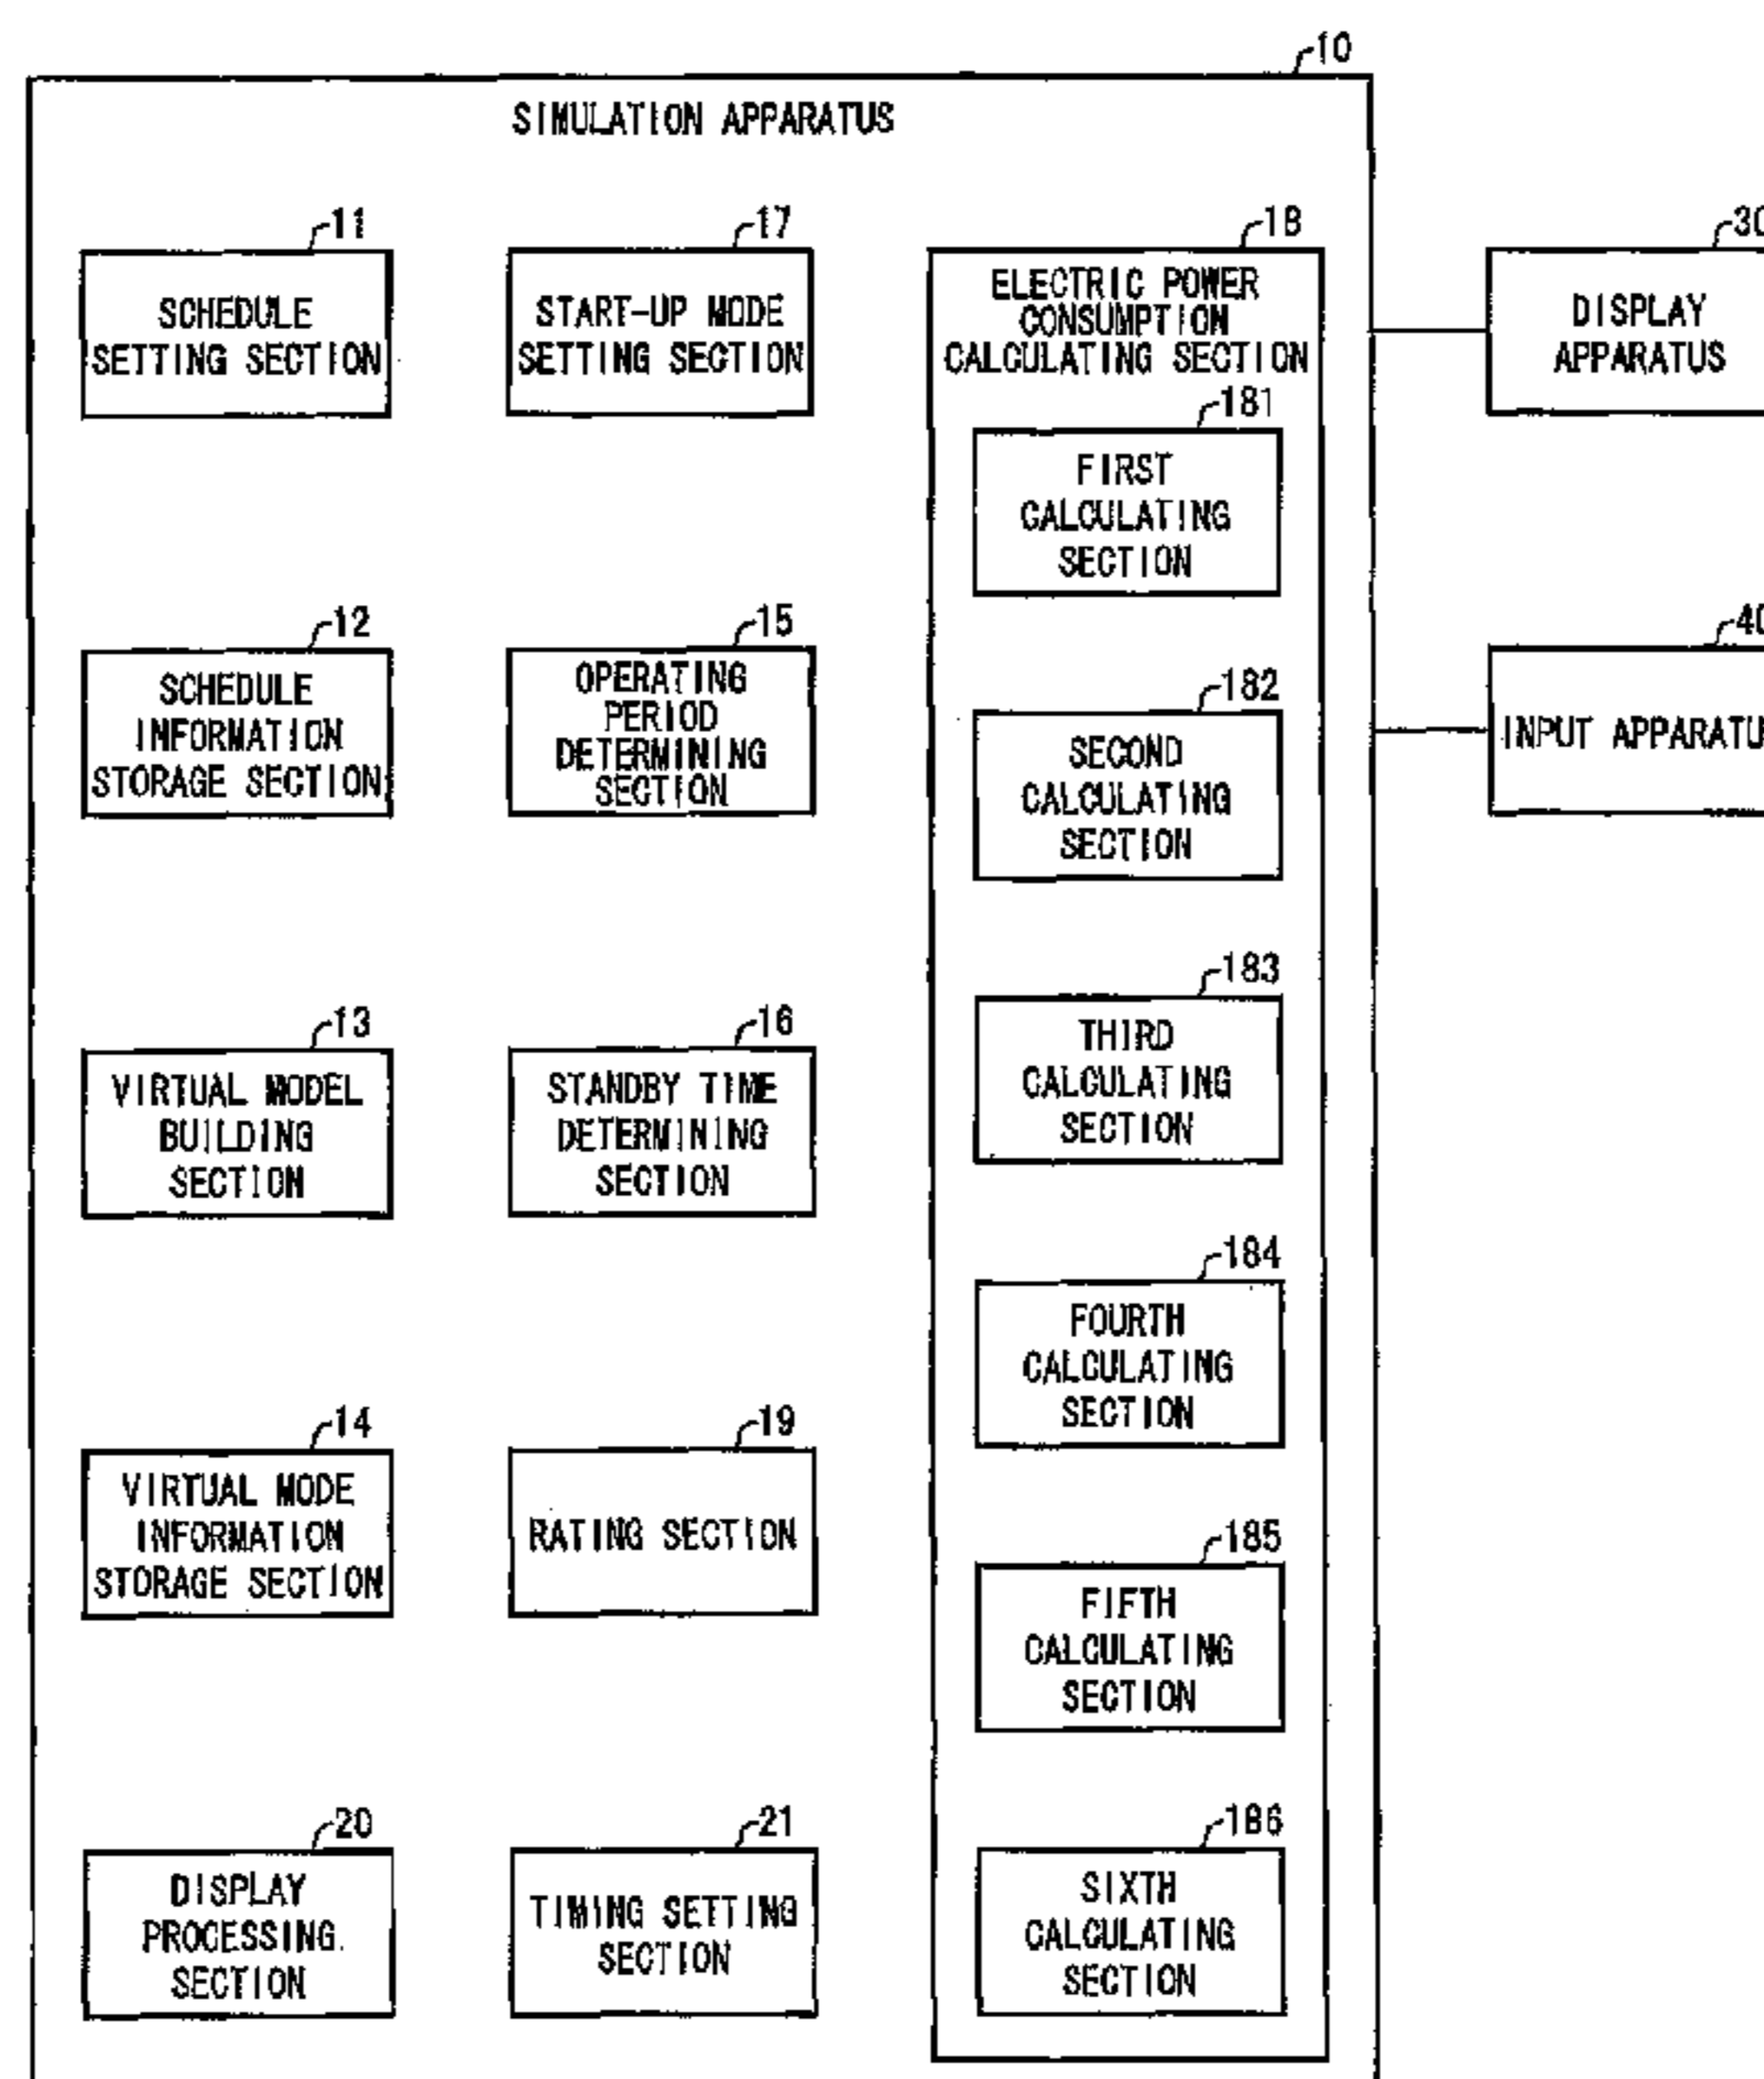 10
SIMULATION APPARATUS
11
SCHEDULE
SETTING SECTION
17
START-UP MODE
SETTING SECTION
18
ELECTRIC POWER
CONSUMPTION
CALCULATING SECTION
181
FIRST
CALCULATING
SECTION
30
DISPLAY
APPARATUS
12
SCHEDULE
INFORMATION
STORAGE SECTION
15
OPERATING
PERIOD
DETERMINING
SECTION
182
SECOND
CALCULATING
SECTION
40
INPUT APPARATU
13
VIRTUAL MODEL
BUILDING
SECTION
16
STANDBY TIME
DETERMINING
SECTION
183
THIRD
CALCULATING
SECTION
184
FOURTH
CALCULATING
SECTION
14
VIRTUAL MODE
INFORMATION
STORAGE SECTION
19
RATING SECTION
185
FIFTH
CALCULATING
SECTION
20
DISPLAY
PROCESSING
SECTION
21
TIMING SETTING
SECTION
186
SIXTH
CALCULATING
SECTION